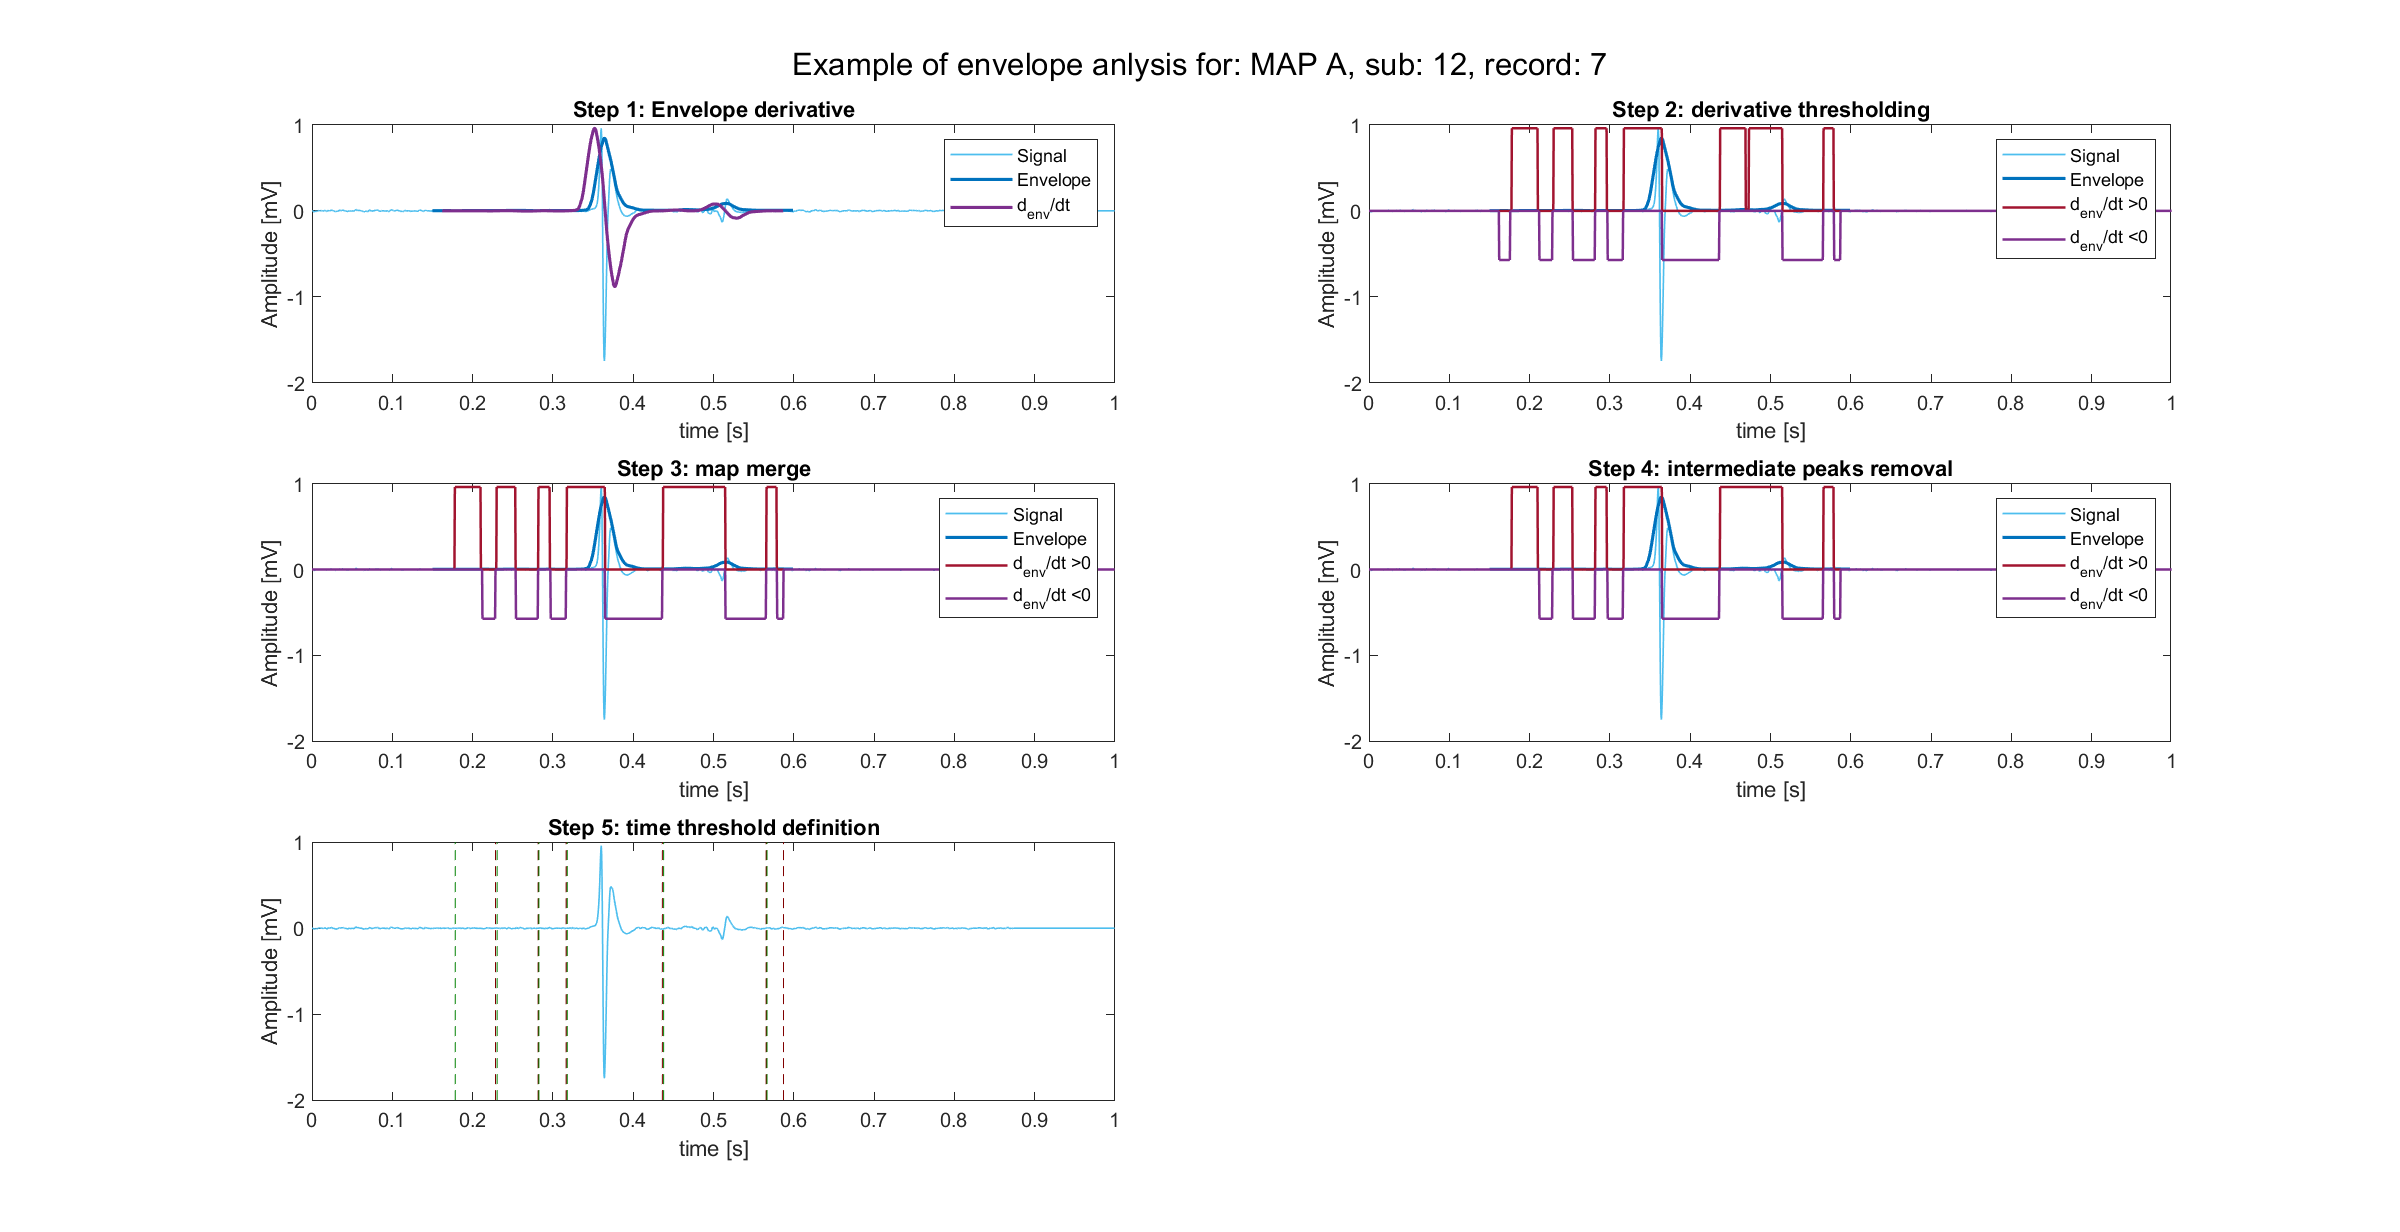 Example of envelope anlysis for: MAP A, sub: 12, record: 7
Step 1: Envelope derivative
1
0
-1
-2
Amplitude [mV]
0 0.1 0.2 0.3 0.4 0.5 0.6 0.7 0.8 0.9 1
time [s]
Signal
Envelope
d_env/dt
Step 2: derivative thresholding
1
0
-1
-2
Amplitude [mV]
0 0.1 0.2 0.3 0.4 0.5 0.6 0.7 0.8 0.9 1
time [s]
Signal
Envelope
d_env/dt >0
d_env/dt <0
Step 3: map merge
1
0
-1
-2
Amplitude [mV]
0 0.1 0.2 0.3 0.4 0.5 0.6 0.7 0.8 0.9 1
time [s]
Signal
Envelope
d_env/dt >0
d_env/dt <0
Step 4: intermediate peaks removal
1
0
-1
-2
Amplitude [mV]
0 0.1 0.2 0.3 0.4 0.5 0.6 0.7 0.8 0.9 1
time [s]
Signal
Envelope
d_env/dt >0
d_env/dt <0
Step 5: time threshold definition
1
0
-1
-2
Amplitude [mV]
0 0.1 0.2 0.3 0.4 0.5 0.6 0.7 0.8 0.9 1
time [s]